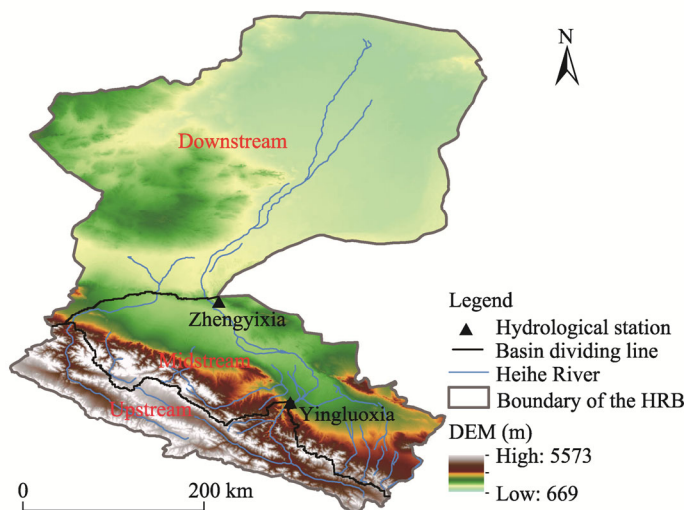 N
Downstream
Zhengyixia
Midstream
Upstream
Yingluoxia
Legend
Hydrological station
Basin dividing line
Heihe River
Boundary of the HRB
DEM (m)
High: 5573
Low: 669
0 200 km